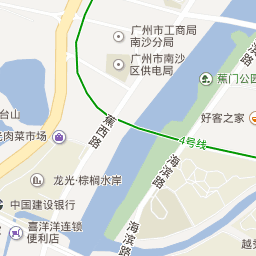 广州市工商局
南沙分局
广州市南沙
区供电局
蕉门公园
台山
蕉西路
好客之家
肉菜市场
4号线
海滨路
龙光·棕榈水岸
中国建设银行
喜洋洋连锁
便利店
海滨路
越秀